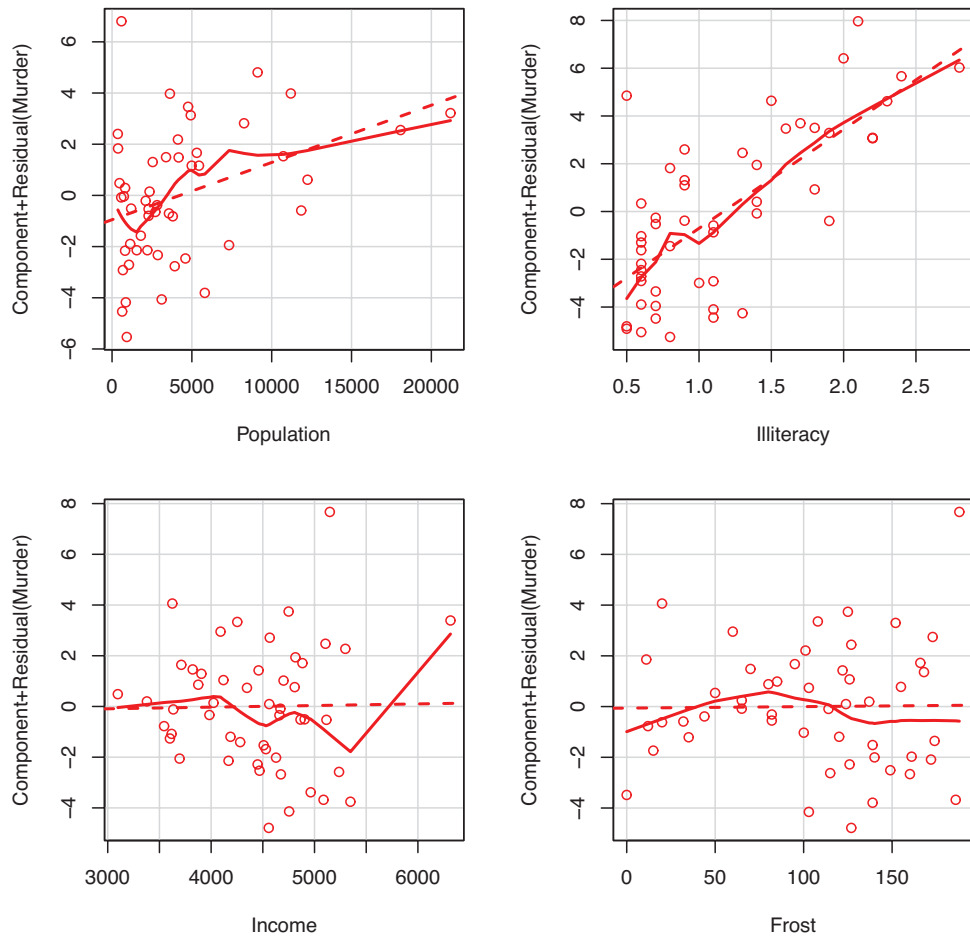 Component+Residual(Murder)
6
4
2
0
−2
−4
−6
0 5000 10000 15000 20000
Population
Component+Residual(Murder)
8
6
4
2
0
−2
−4
0.5 1.0 1.5 2.0 2.5
Illiteracy
Component+Residual(Murder)
8
6
4
2
0
−2
−4
3000 4000 5000 6000
Income
Component+Residual(Murder)
8
6
4
2
0
−2
−4
0 50 100 150
Frost